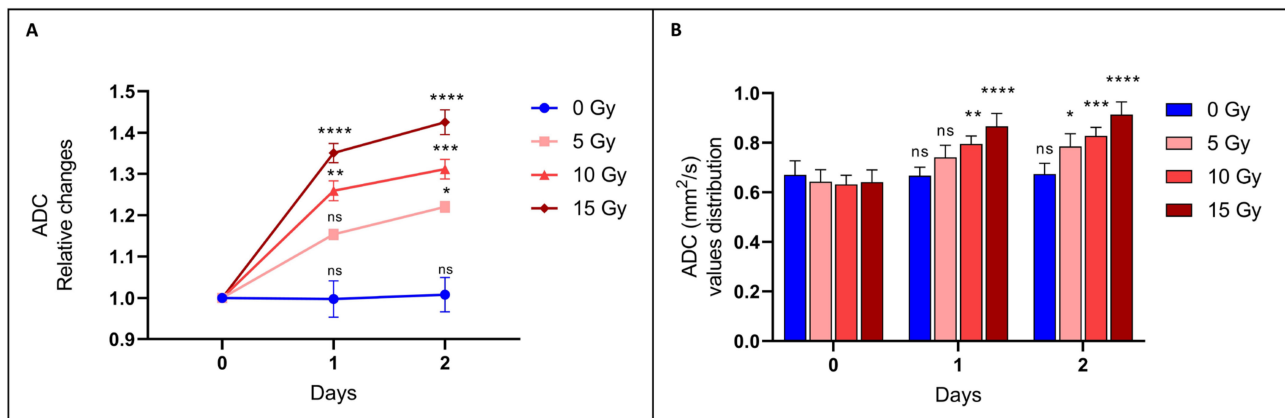 A
ADC
Relative changes
1.5
1.4
1.3
1.2
1.1
1.0
0.9
****
****
***
**
*
ns
ns
ns
0
1
2
Days
0 Gy
5 Gy
10 Gy
15 Gy
B
ADC (mm²/s)
values distribution
1.0
0.8
0.6
0.4
0.2
0.0
ns
ns
**
****
ns
*
***
****
0
1
2
Days
0 Gy
5 Gy
10 Gy
15 Gy